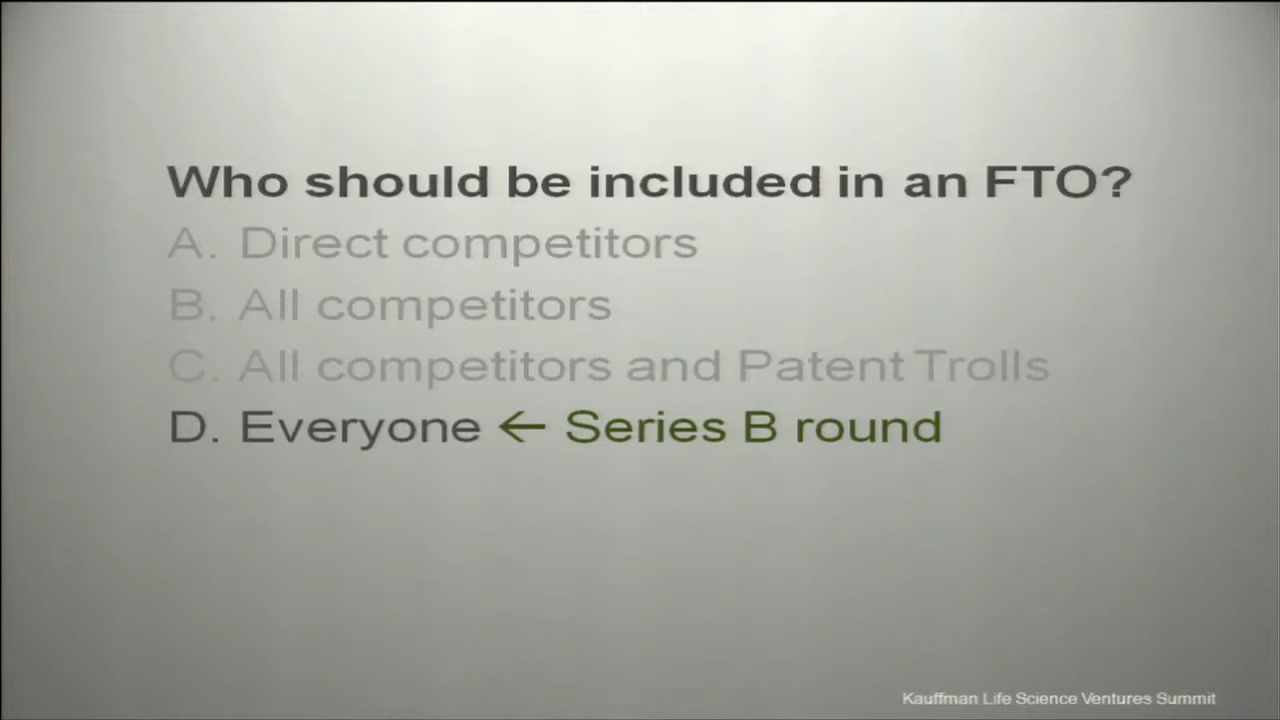 Who should be included in an FTO?
A. Direct competitors
B. All competitors
C. All competitors and Patent Trolls
D. Everyone ← Series B round
Kauffman Life Science Ventures Summit